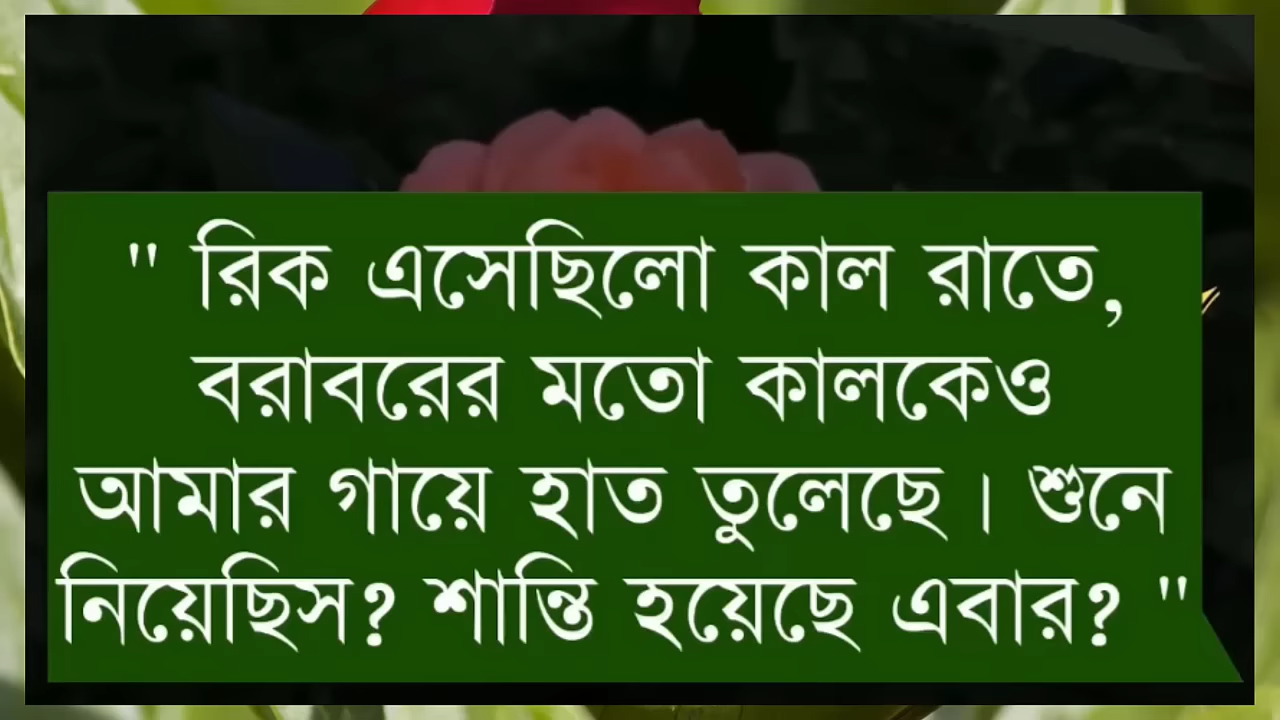 " রিক এসেছিলো কাল রাতে,
বরাবরের মতো কালকেও
আমার গায়ে হাত তুলেছে। শুনে
নিয়েছিস? শান্তি হয়েছে এবার? "